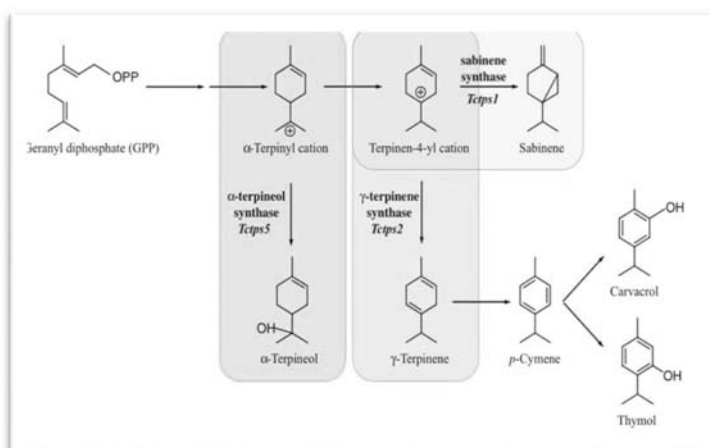 OPP
sabinene
synthase
Tctps1
Geranyl diphosphate (GPP)
α-Terpinyl cation
Terpinen-4-yl cation
Sabinene
α-terpineol
synthase
Tctps5
γ-terpinene
synthase
Tctps2
OH
Carvacrol
OH
α-Terpineol
γ-Terpinene
p-Cymene
OH
Thymol